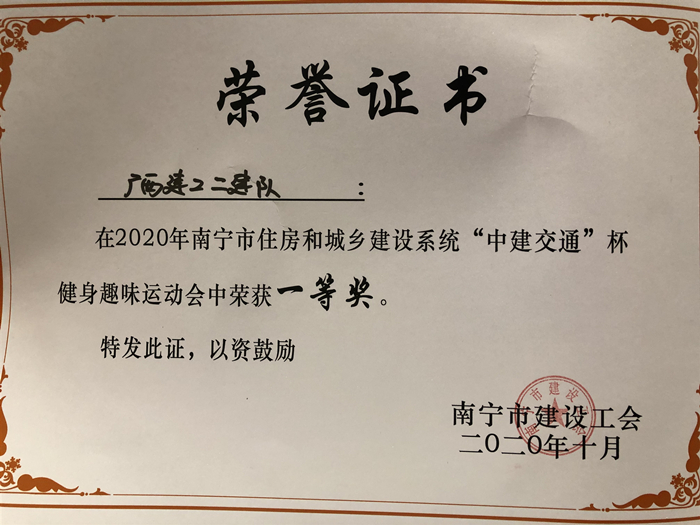 荣誉证书
广西建工二建队：
在2020年南宁市住房和城乡建设系统“中建交通”杯
健身趣味运动会中荣获一等奖。
特发此证，以资鼓励
南宁市建设工会
二〇二〇年十月